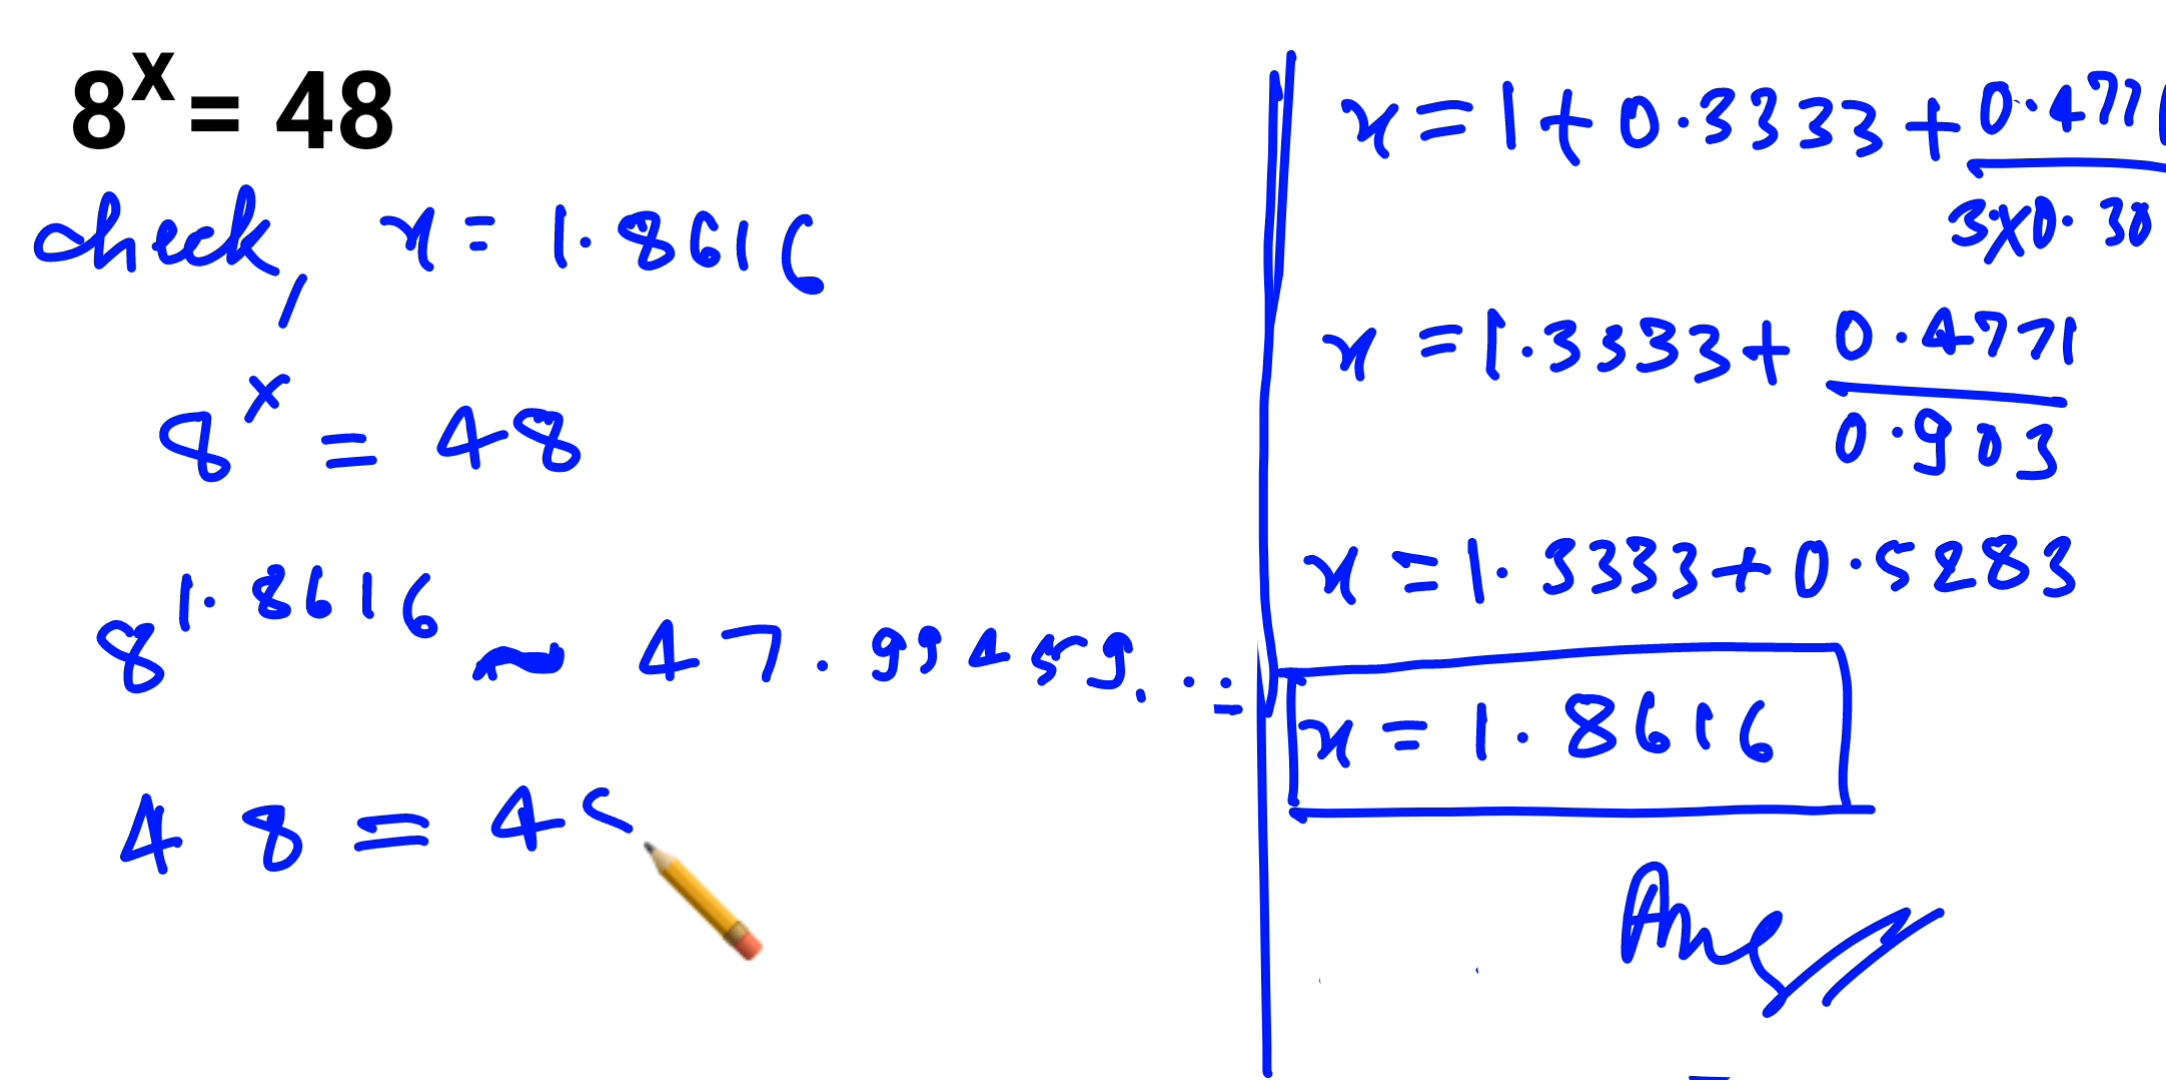 8^x = 48
check, x = 1.8616
8^x = 48
8^1.8616 ~ 47.99459...=
48 = 4
x = 1 + 0.3333 + 0.471/3×0.30
x = 1.3333 + 0.4771/0.903
x = 1.3333 + 0.5283
x = 1.8616
Ans